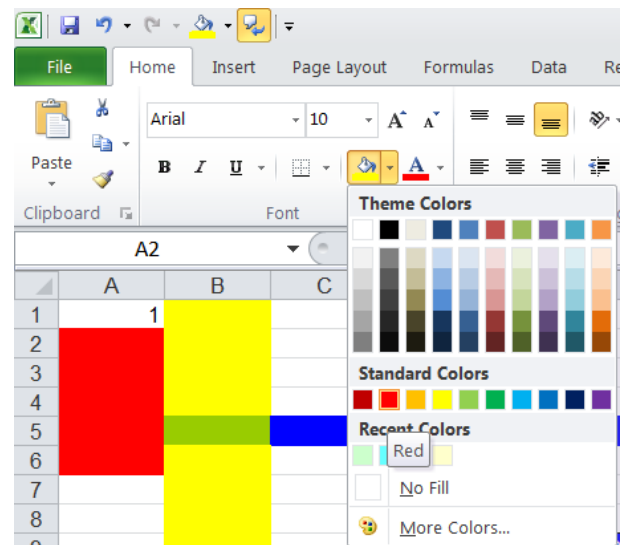 File Home Insert Page Layout Formulas Data Re
Arial 10 A A
Paste B I U A
Clipboard Font
Theme Colors
A2
A B C
1 1
2
3
Standard Colors
4
5
Recent Colors
Red
6
7 No Fill
8
More Colors...